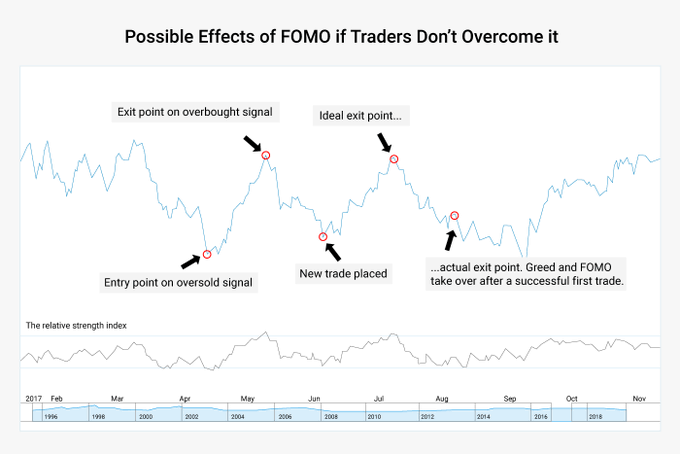 Possible Effects of FOMO if Traders Don’t Overcome it
Exit point on overbought signal
Ideal exit point...
Entry point on oversold signal
New trade placed
...actual exit point. Greed and FOMO
take over after a successful first trade.
The relative strength index
2017 Feb Mar Apr May Jun Jul Aug Sep Oct Nov
1996 1998 2000 2002 2004 2006 2008 2010 2012 2014 2016 2018